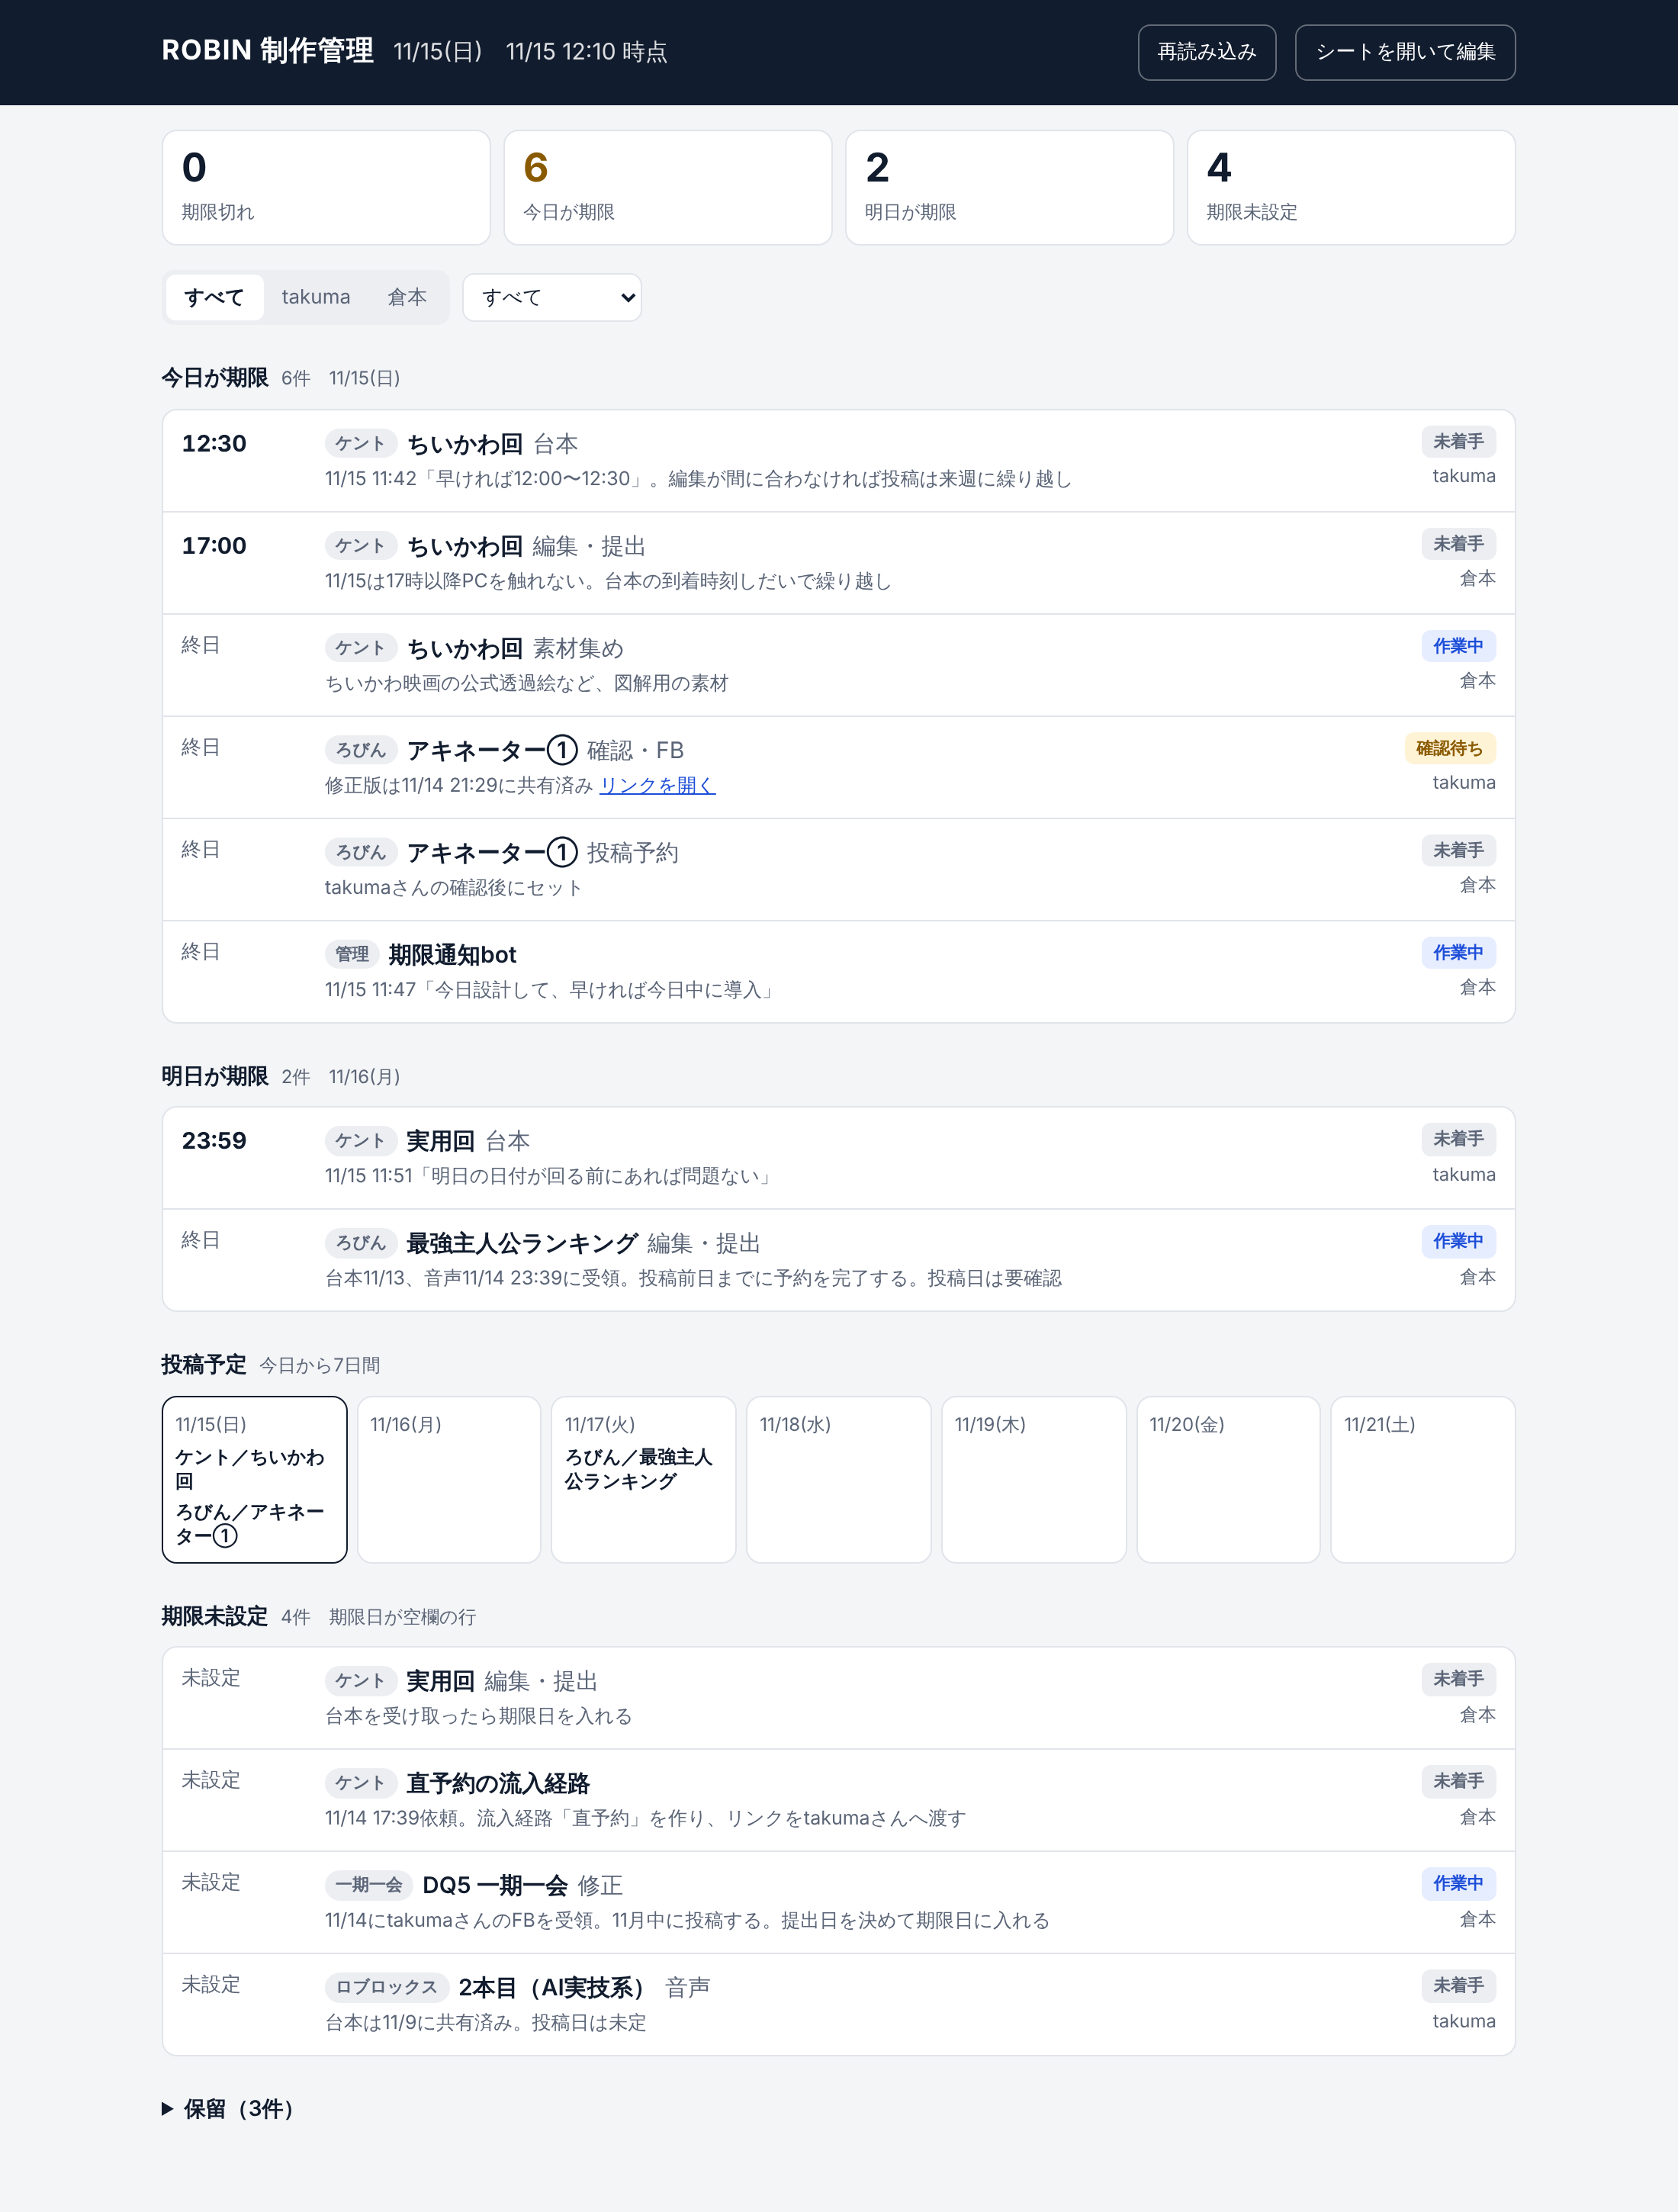 ROBIN 制作管理 11/15(日) 11/15 12:10 時点
再読み込み シートを開いて編集
0
期限切れ
6
今日が期限
2
明日が期限
4
期限未設定
すべて takuma 倉本 すべて
今日が期限 6件 11/15(日)
12:30 ケント ちいかわ回 台本 未着手
11/15 11:42「早ければ12:00〜12:30」。編集が間に合わなければ投稿は来週に繰り越し takuma
17:00 ケント ちいかわ回 編集・提出 未着手
11/15は17時以降PCを触れない。台本の到着時刻しだいで繰り越し 倉本
終日 ケント ちいかわ回 素材集め 作業中
ちいかわ映画の公式透過絵など、図解用の素材 倉本
終日 ろびん アキネーター① 確認・FB 確認待ち
修正版は11/14 21:29に共有済み リンクを開く takuma
終日 ろびん アキネーター① 投稿予約 未着手
takumaさんの確認後にセット 倉本
終日 管理 期限通知bot 作業中
11/15 11:47「今日設計して、早ければ今日中に導入」 倉本
明日が期限 2件 11/16(月)
23:59 ケント 実用回 台本 未着手
11/15 11:51「明日の日付が回る前にあれば問題ない」 takuma
終日 ろびん 最強主人公ランキング 編集・提出 作業中
台本11/13、音声11/14 23:39に受領。投稿前日までに予約を完了する。投稿日は要確認 倉本
投稿予定 今日から7日間
11/15(日)
ケント／ちいかわ
回
ろびん／アキネー
ター①
11/16(月)
11/17(火)
ろびん／最強主人
公ランキング
11/18(水)
11/19(木)
11/20(金)
11/21(土)
期限未設定 4件 期限日が空欄の行
未設定 ケント 実用回 編集・提出 未着手
台本を受け取ったら期限日を入れる 倉本
未設定 ケント 直予約の流入経路 未着手
11/14 17:39依頼。流入経路「直予約」を作り、リンクをtakumaさんへ渡す 倉本
未設定 一期一会 DQ5 一期一会 修正 作業中
11/14にtakumaさんのFBを受領。11月中に投稿する。提出日を決めて期限日に入れる 倉本
未設定 ロブロックス 2本目（AI実技系） 音声 未着手
台本は11/9に共有済み。投稿日は未定 takuma
▶ 保留（3件）